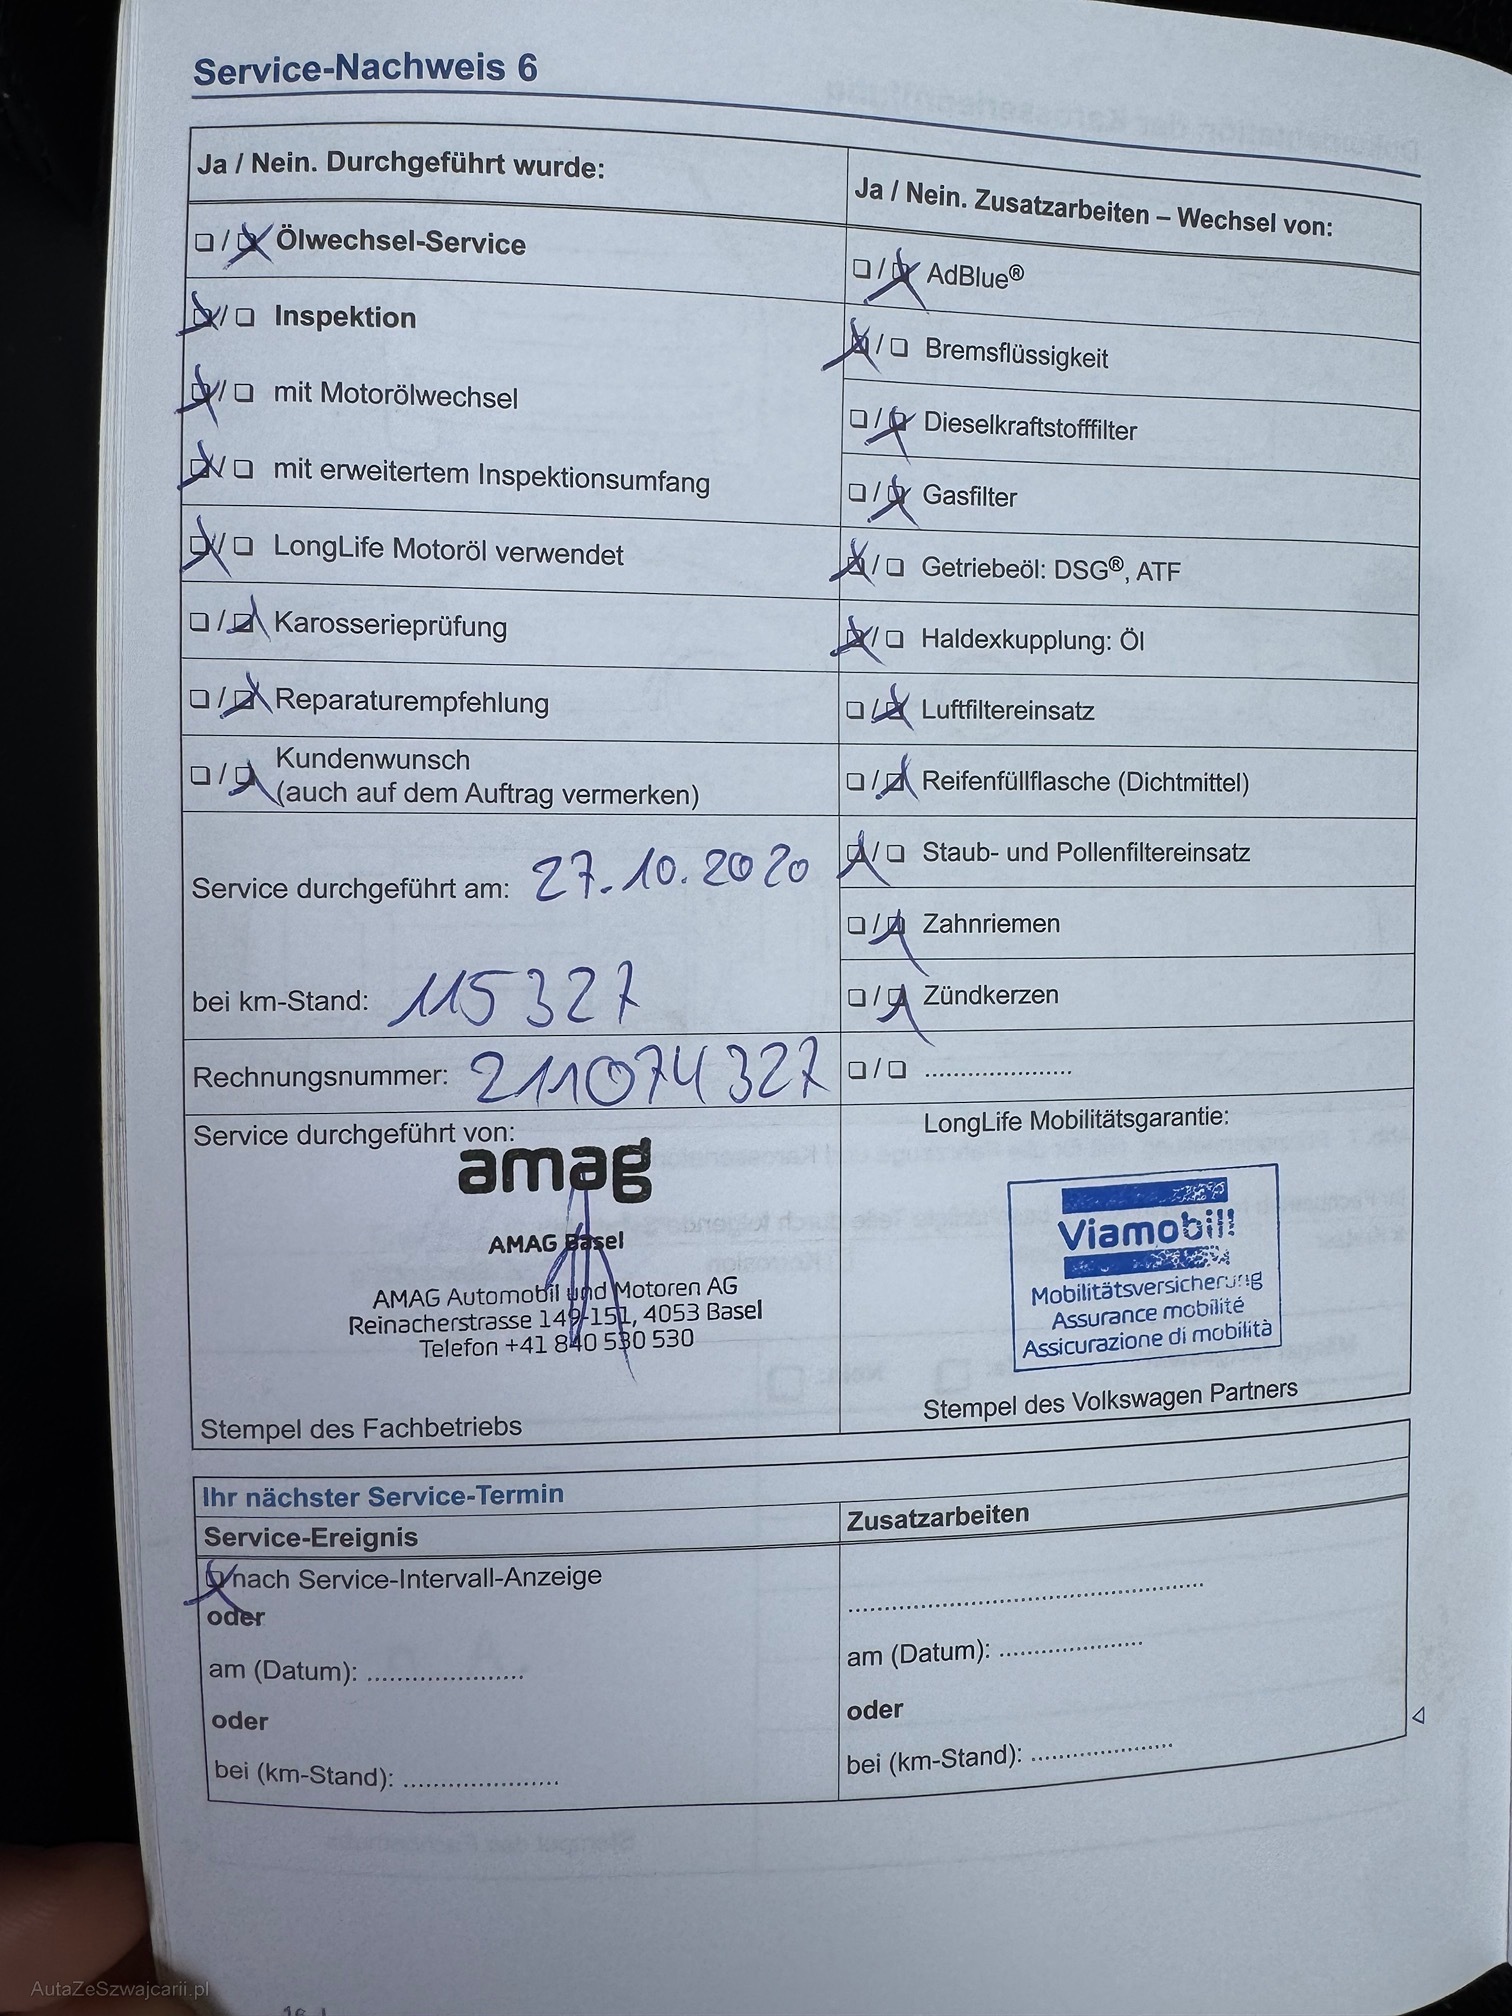 Service-Nachweis 6
Ja / Nein. Durchgeführt wurde:
❏ / ❏ Ölwechsel-Service
❏ / ❏ Inspektion
❏ / ❏ mit Motorölwechsel
❏ / ❏ mit erweitertem Inspektionsumfang
❏ / ❏ LongLife Motoröl verwendet
❏ / ❏ Karosserieprüfung
❏ / ❏ Reparaturempfehlung
❏ / ❏ Kundenwunsch
(auch auf dem Auftrag vermerken)
Service durchgeführt am: 27.10.2020
bei km-Stand: 115327
Rechnungsnummer: 211074327
Service durchgeführt von:
amag
AMAG Basel
AMAG Automobil und Motoren AG
Reinacherstrasse 149-151, 4053 Basel
Telefon +41 840 530 530
Stempel des Fachbetriebs
Ja / Nein. Zusatzarbeiten – Wechsel von:
❏ / ❏ AdBlue®
❏ / ❏ Bremsflüssigkeit
❏ / ❏ Dieselkraftstofffilter
❏ / ❏ Gasfilter
❏ / ❏ Getriebeöl: DSG®, ATF
❏ / ❏ Haldexkupplung: Öl
❏ / ❏ Luftfiltereinsatz
❏ / ❏ Reifenfüllflasche (Dichtmittel)
❏ / ❏ Staub- und Pollenfiltereinsatz
❏ / ❏ Zahnriemen
❏ / ❏ Zündkerzen
❏ / ❏ .....................
LongLife Mobilitätsgarantie:
Viamobil!
Mobilitätsversicherung
Assurance mobilité
Assicurazione di mobilità
Stempel des Volkswagen Partners
Ihr nächster Service-Termin
Service-Ereignis
❏ nach Service-Intervall-Anzeige
oder
am (Datum): ......................
oder
bei (km-Stand): ......................
Zusatzarbeiten
..................................................
am (Datum): ....................
oder
bei (km-Stand): ....................
AutaZeSzwajcarii.pl